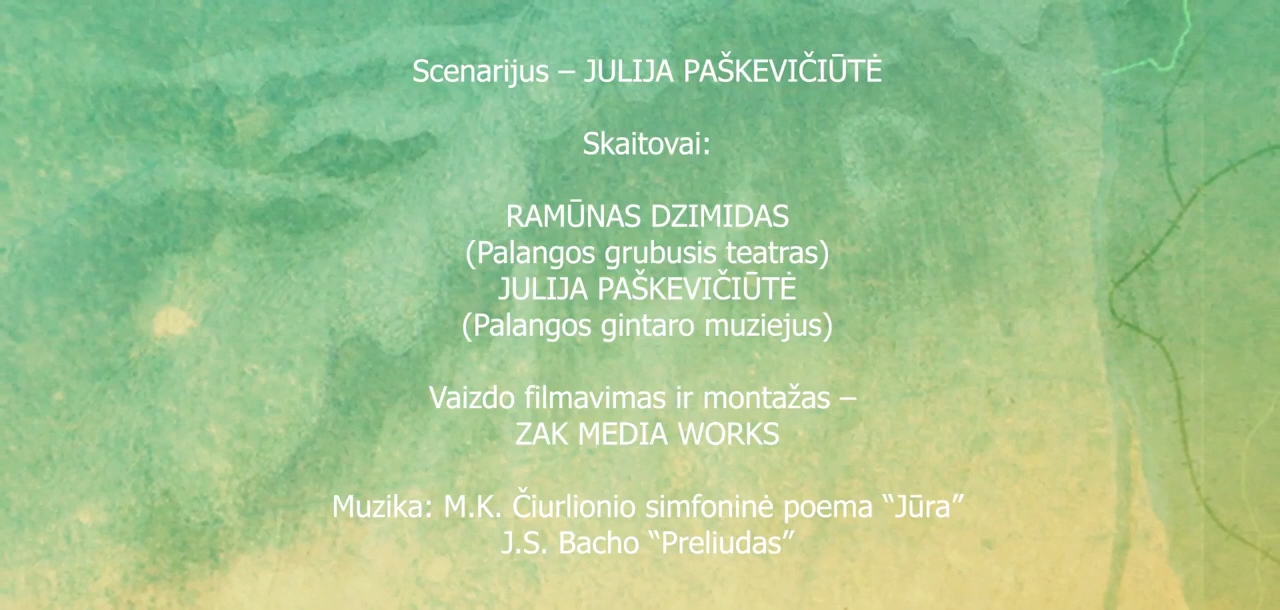 Scenarijus – JULIJA PAŠKEVIČIŪTĖ
Skaitovai:
RAMŪNAS DZIMIDAS
(Palangos grubusis teatras)
JULIJA PAŠKEVIČIŪTĖ
(Palangos gintaro muziejus)
Vaizdo filmavimas ir montažas –
ZAK MEDIA WORKS
Muzika: M.K. Čiurlionio simfoninė poema “Jūra”
J.S. Bacho “Preliudas”